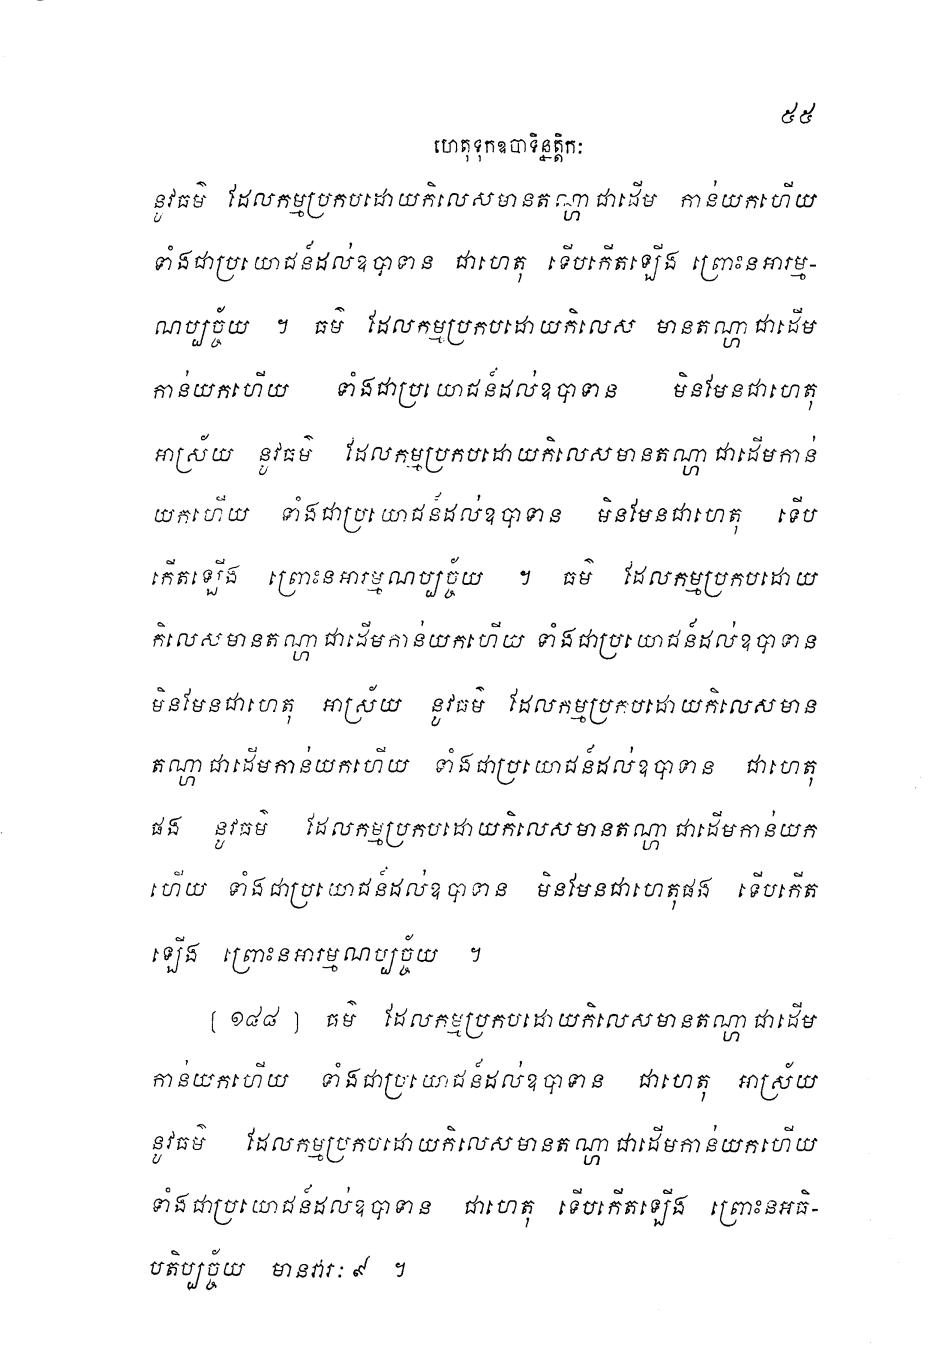 ៥៥
ហេតុទុកឧបាទិន្នត្តិកៈ
នូវធម៌ ដែលកម្មប្រកបដោយកិលេសមានតណ្ហាជាដើម កាន់យកហើយ
ទាំងជាប្រយោជន៍ដល់ឧបាទាន ជាហេតុ ទើបកើតឡើង ព្រោះនអារម្ម-
ណប្បច្ច័យ ។ ធម៌ ដែលកម្មប្រកបដោយកិលេស មានតណ្ហាជាដើម
កាន់យកហើយ ទាំងជាប្រយោជន៍ដល់ឧបាទាន មិនមែនជាហេតុ
អាស្រ័យ នូវធម៌ ដែលកម្មប្រកបដោយកិលេសមានតណ្ហាជាដើមកាន់
យកហើយ ទាំងជាប្រយោជន៍ដល់ឧបាទាន មិនមែនជាហេតុ ទើប
កើតឡើង ព្រោះនអារម្មណប្បច្ច័យ ។ ធម៌ ដែលកម្មប្រកបដោយ
កិលេសមានតណ្ហាជាដើមកាន់យកហើយ ទាំងជាប្រយោជន៍ដល់ឧបាទាន
មិនមែនជាហេតុ អាស្រ័យ នូវធម៌ ដែលកម្មប្រកបដោយកិលេសមាន
តណ្ហាជាដើមកាន់យកហើយ ទាំងជាប្រយោជន៍ដល់ឧបាទាន ជាហេតុ
ផង នូវធម៌ ដែលកម្មប្រកបដោយកិលេសមានតណ្ហាជាដើមកាន់យក
ហើយ ទាំងជាប្រយោជន៍ដល់ឧបាទាន មិនមែនជាហេតុផង ទើបកើត
ឡើង ព្រោះនអារម្មណប្បច្ច័យ ។
[ ១៨៨ ] ធម៌ ដែលកម្មប្រកបដោយកិលេសមានតណ្ហាជាដើម
កាន់យកហើយ ទាំងជាប្រយោជន៍ដល់ឧបាទាន ជាហេតុ អាស្រ័យ
នូវធម៌ ដែលកម្មប្រកបដោយកិលេសមានតណ្ហាជាដើមកាន់យកហើយ
ទាំងជាប្រយោជន៍ដល់ឧបាទាន ជាហេតុ ទើបកើតឡើង ព្រោះនអធិ-
បតិប្បច្ច័យ មានវារៈ ៩ ។